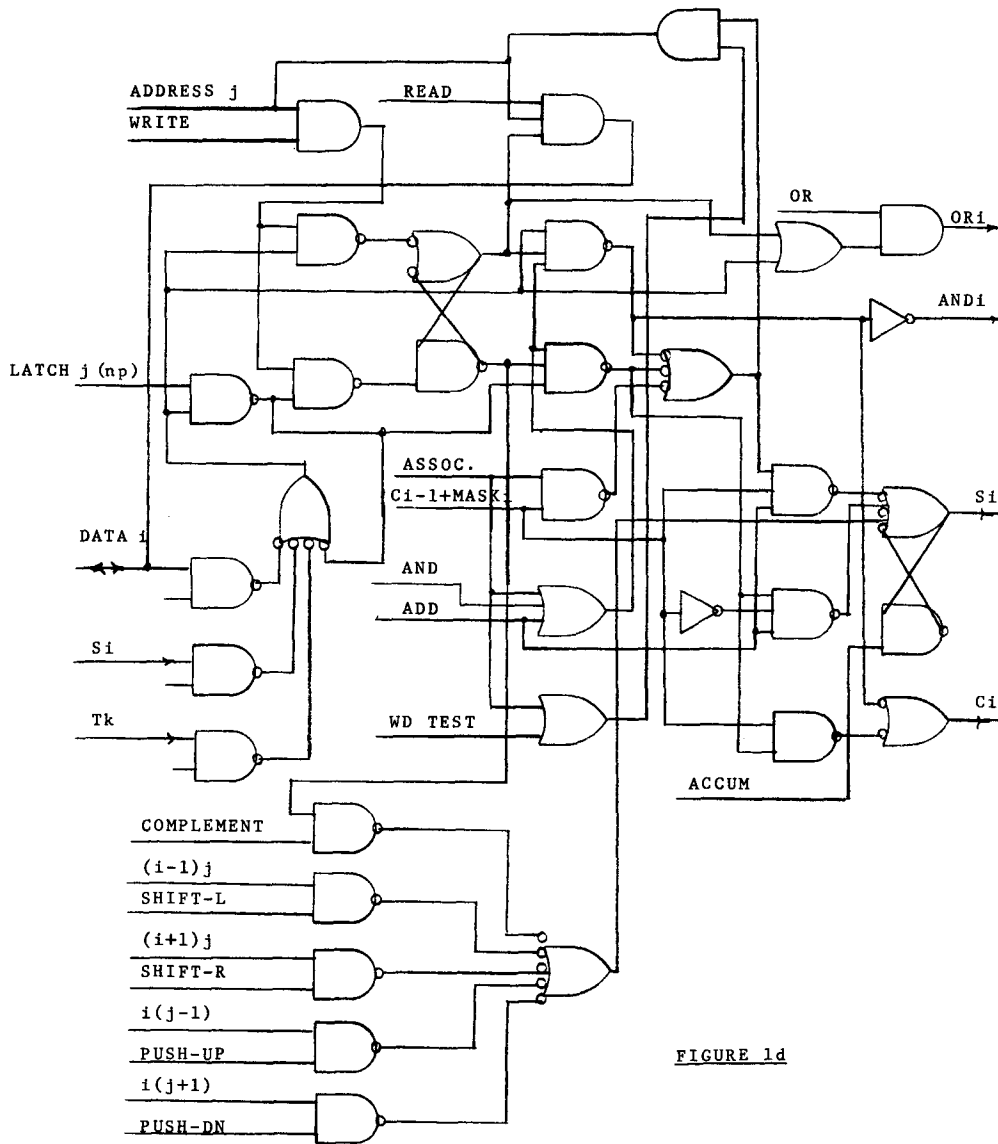 ADDRESS j
WRITE
READ
OR
ORi
ANDi
LATCH j (np)
ASSOC.
Ci-1+MASKi
DATA i
Si
AND
ADD
Si
Tk
WD TEST
Ci
ACCUM
COMPLEMENT
(i-1)j
SHIFT-L
(i+1)j
SHIFT-R
i(j-1)
PUSH-UP
i(j+1)
PUSH-DN
FIGURE 1d